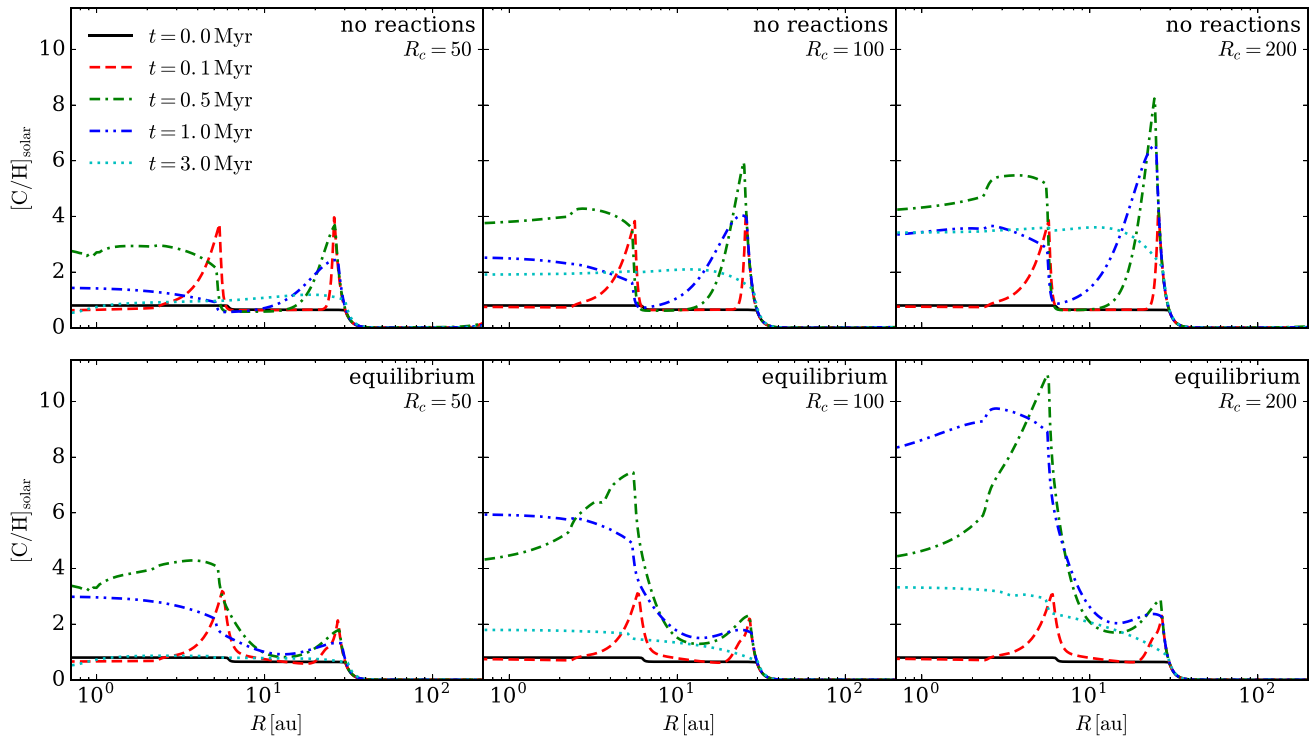 no reactions
R_c = 50
t = 0.0 Myr
t = 0.1 Myr
t = 0.5 Myr
t = 1.0 Myr
t = 3.0 Myr
no reactions
R_c = 100
no reactions
R_c = 200
[C/H]solar
10
8
6
4
2
0
equilibrium
R_c = 50
equilibrium
R_c = 100
equilibrium
R_c = 200
[C/H]solar
10
8
6
4
2
0
10^0 10^1 10^2 10^0 10^1 10^2 10^0 10^1 10^2
R [au] R [au] R [au]